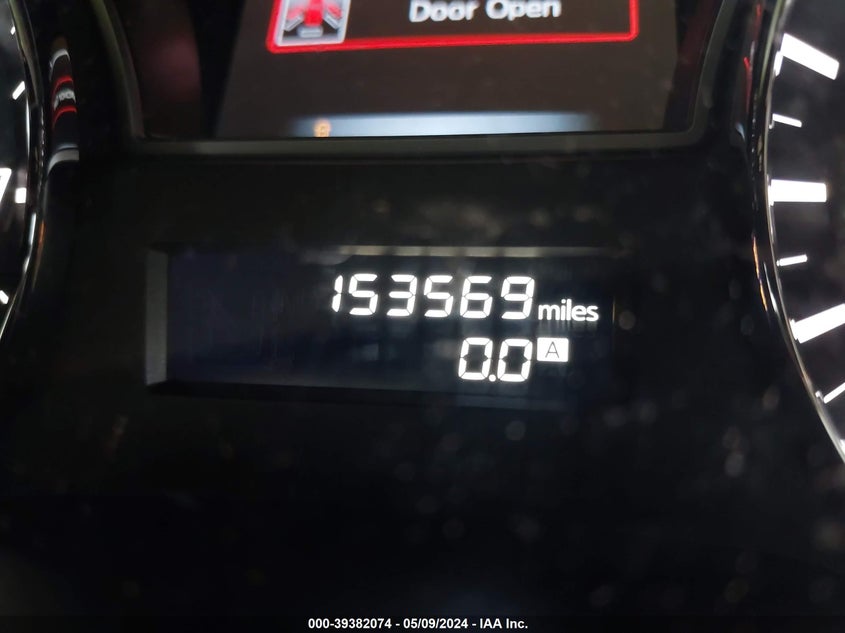 Door Open
153569 miles
0.0 A
000-39382074 - 05/09/2024 - IAA Inc.